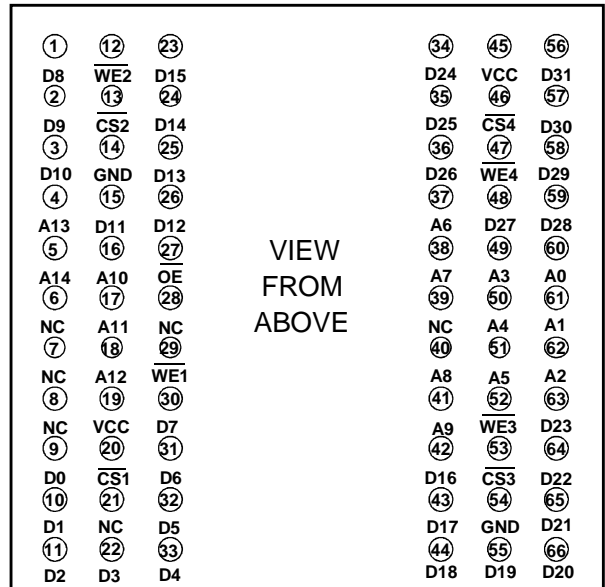 1 12 23 34 45 56
D8 WE2 D15 D24 VCC D31
2 13 24 35 46 57
D9 CS2 D14 D25 CS4 D30
3 14 25 36 47 58
D10 GND D13 D26 WE4 D29
4 15 26 37 48 59
A13 D11 D12 A6 D27 D28
5 16 27 38 49 60
A14 A10 OE A7 A3 A0
6 17 28 39 50 61
NC A11 NC NC A4 A1
7 18 29 40 51 62
NC A12 WE1 A8 A5 A2
8 19 30 41 52 63
NC VCC D7 A9 WE3 D23
9 20 31 42 53 64
D0 CS1 D6 D16 CS3 D22
10 21 32 43 54 65
D1 NC D5 D17 GND D21
11 22 33 44 55 66
D2 D3 D4 D18 D19 D20
VIEW
FROM
ABOVE